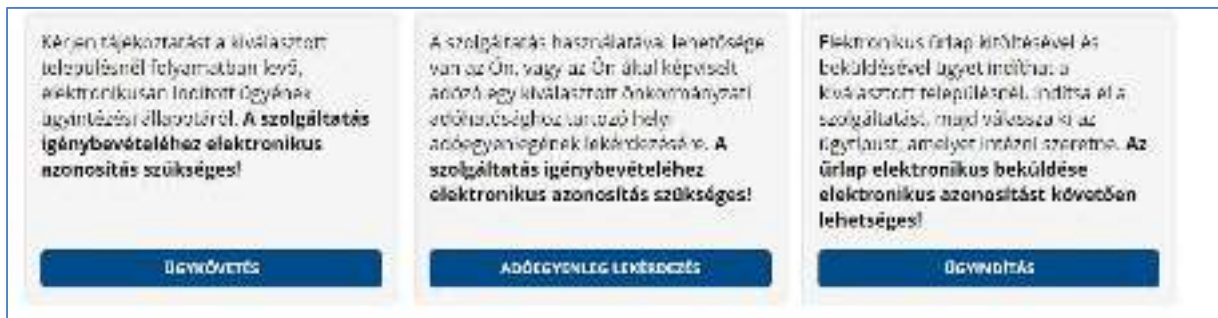 Kérjen tájékoztatást a kiválasztott
településnél folyamatban levő,
elektronikusan indított ügyének
ügyintézési állapotáról. A szolgáltatás
igénybevételéhez elektronikus
azonosítás szükséges!
ÜGYKÖVETÉS
A szolgáltatás használatával lehetősége
van az Ön, vagy az Ön által képviselt
adózó egy kiválasztott önkormányzati
adóhatósághoz tartozó helyi
adóegyenlegének lekérdezésére. A
szolgáltatás igénybevételéhez
elektronikus azonosítás szükséges!
ADÓEGYENLEG LEKÉRDEZÉS
Elektronikus űrlap kitöltésével és
beküldésével ügyet indíthat a
kiválasztott településnél. Indítsa el a
szolgáltatást, majd válassza ki az
ügytípust, amelyet intézni szeretne. Az
űrlap elektronikus beküldése
elektronikus azonosítást követően
lehetséges!
ÜGYINDÍTÁS